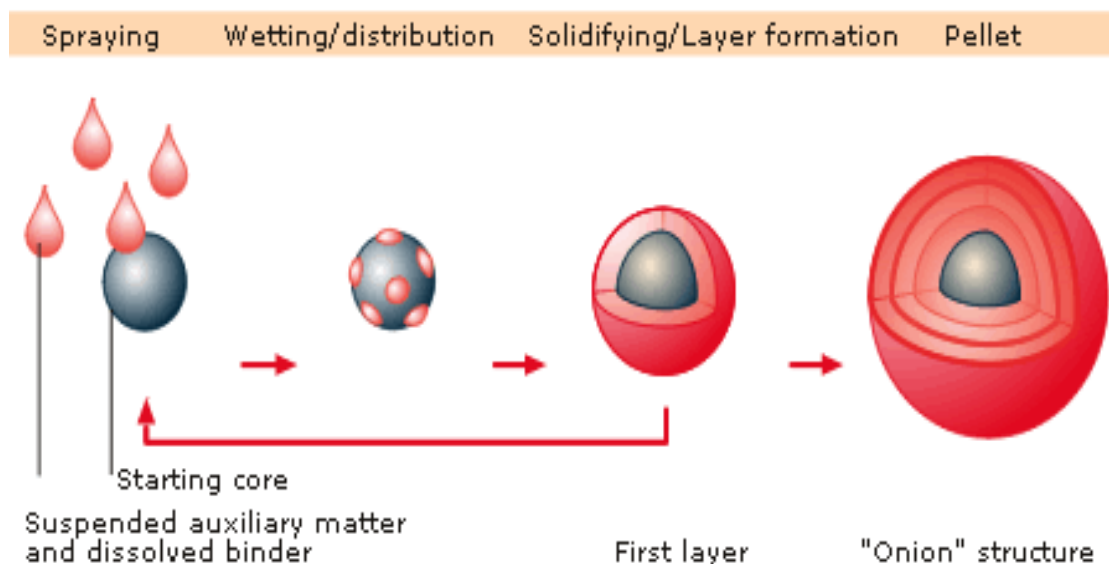 Spraying Wetting/distribution Solidifying/Layer formation Pellet
Starting core
Suspended auxiliary matter
and dissolved binder
First layer
"Onion" structure